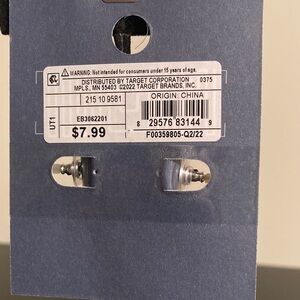 WARNING: Not intended for consumers under 15 years of age.
DISTRIBUTED BY TARGET CORPORATION 0375
MPLS, MN 55403 ©2022 TARGET BRANDS, INC.
215 10 9581
ORIGIN: CHINA
UT1
EB3062201
$7.99
8 29576 83144 9
F00359805-Q2/22